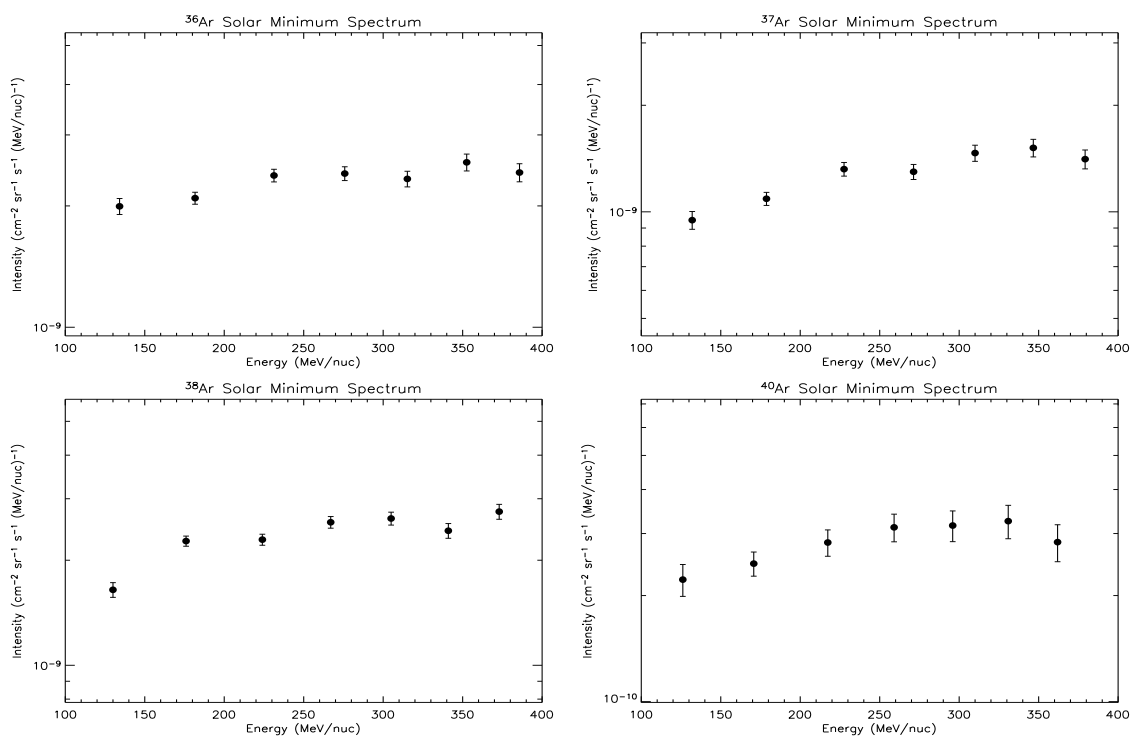 ³⁶Ar Solar Minimum Spectrum
Intensity (cm⁻² sr⁻¹ s⁻¹ (MeV/nuc)⁻¹)
10⁻⁹
100 150 200 250 300 350 400
Energy (MeV/nuc)
³⁷Ar Solar Minimum Spectrum
Intensity (cm⁻² sr⁻¹ s⁻¹ (MeV/nuc)⁻¹)
10⁻⁹
100 150 200 250 300 350 400
Energy (MeV/nuc)
³⁸Ar Solar Minimum Spectrum
Intensity (cm⁻² sr⁻¹ s⁻¹ (MeV/nuc)⁻¹)
10⁻⁹
100 150 200 250 300 350 400
Energy (MeV/nuc)
⁴⁰Ar Solar Minimum Spectrum
Intensity (cm⁻² sr⁻¹ s⁻¹ (MeV/nuc)⁻¹)
10⁻¹⁰
100 150 200 250 300 350 400
Energy (MeV/nuc)